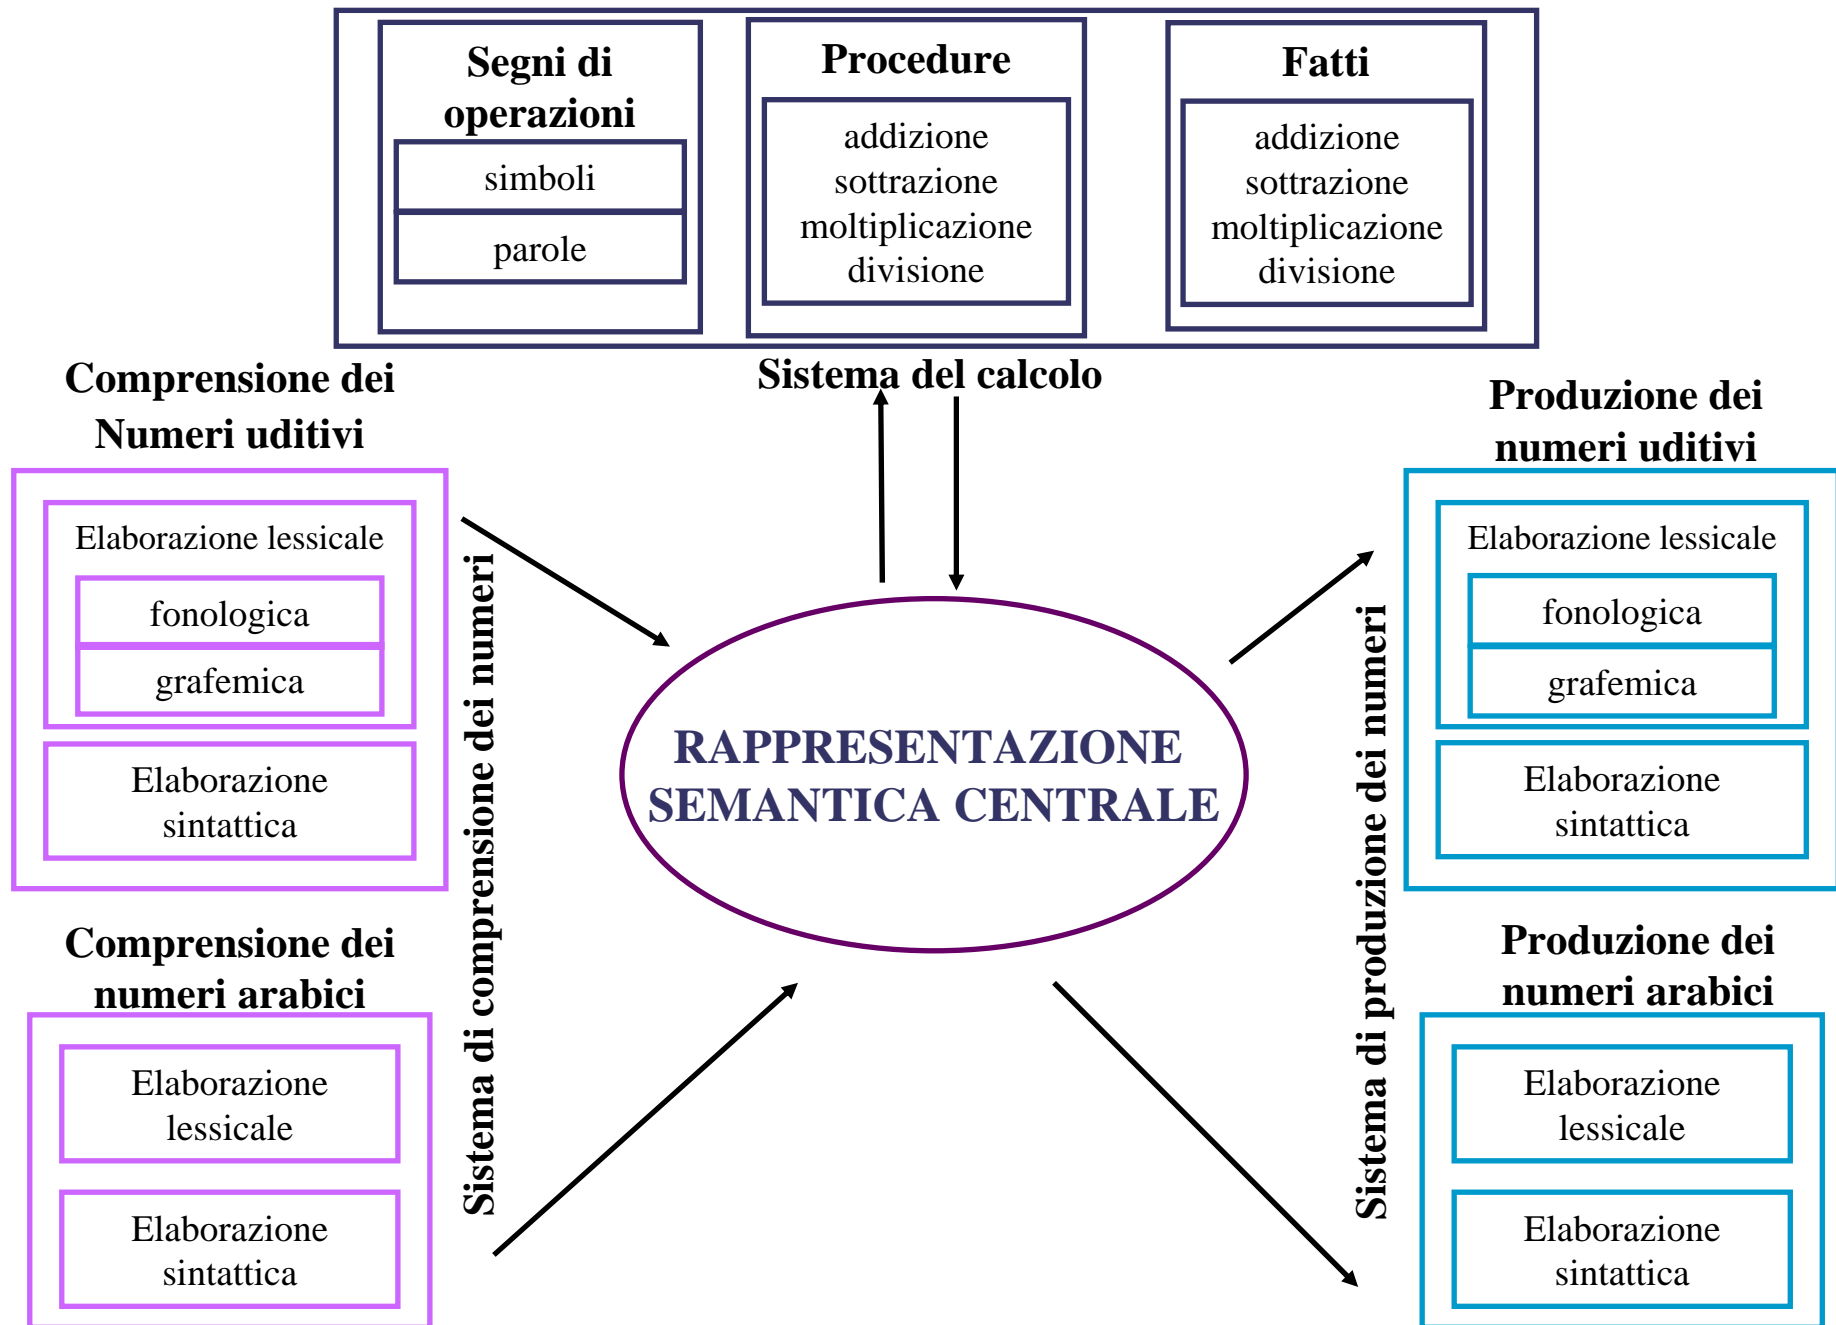 Segni di
operazioni
simboli
parole
Procedure
addizione
sottrazione
moltiplicazione
divisione
Fatti
addizione
sottrazione
moltiplicazione
divisione
Sistema del calcolo
Comprensione dei
Numeri uditivi
Elaborazione lessicale
fonologica
grafemica
Elaborazione
sintattica
Comprensione dei
numeri arabici
Elaborazione
lessicale
Elaborazione
sintattica
Sistema di comprensione dei numeri
RAPPRESENTAZIONE
SEMANTICA CENTRALE
Sistema di produzione dei numeri
Produzione dei
numeri uditivi
Elaborazione lessicale
fonologica
grafemica
Elaborazione
sintattica
Produzione dei
numeri arabici
Elaborazione
lessicale
Elaborazione
sintattica